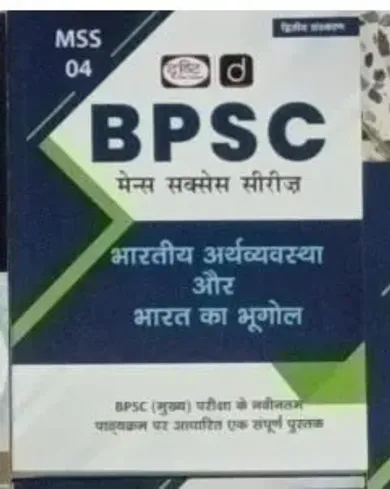 MSS
04
द्वितीय संस्करण
दृष्टि
d
BPSC
मेन्स सक्सेस सीरीज़
भारतीय अर्थव्यवस्था
और
भारत का भूगोल
BPSC (मुख्य) परीक्षा के नवीनतम
पाठ्यक्रम पर आधारित एक संपूर्ण पुस्तक